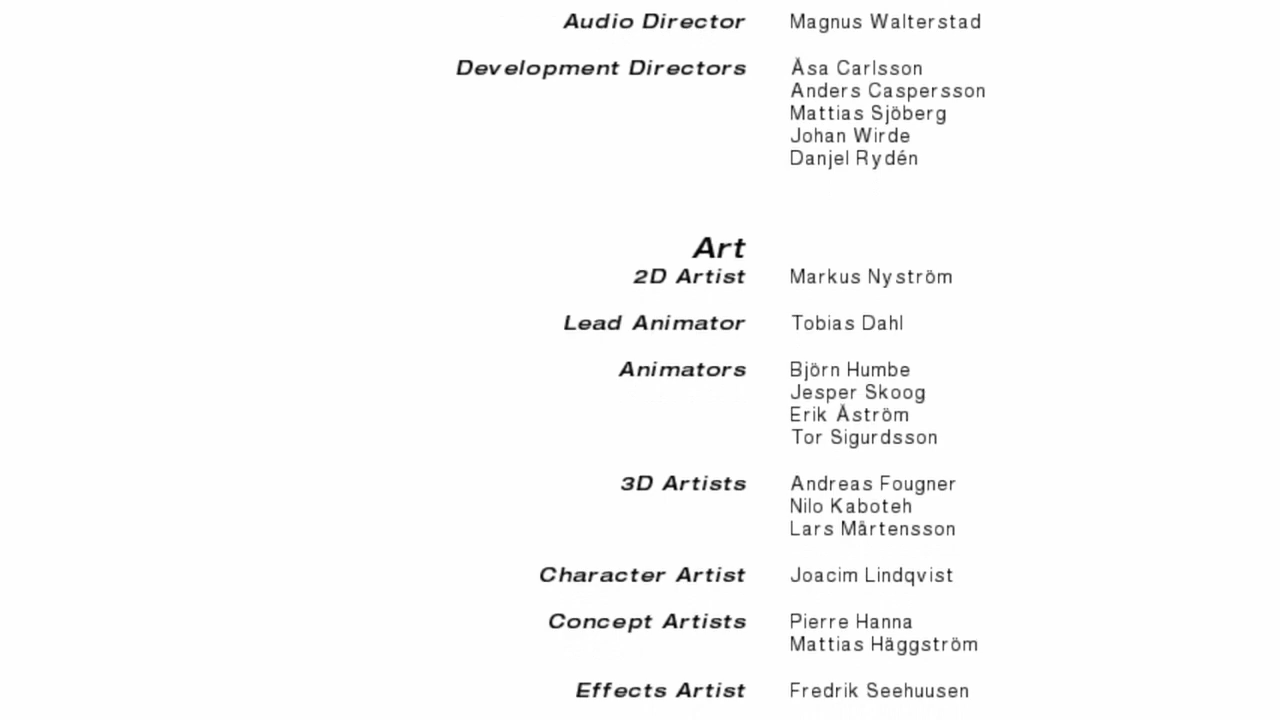 Audio Director Magnus Walterstad
Development Directors Åsa Carlsson
Anders Caspersson
Mattias Sjöberg
Johan Wirde
Danjel Rydén
Art
2D Artist Markus Nyström
Lead Animator Tobias Dahl
Animators Björn Humbe
Jesper Skoog
Erik Åström
Tor Sigurdsson
3D Artists Andreas Fougner
Nilo Kaboteh
Lars Mårtensson
Character Artist Joacim Lindqvist
Concept Artists Pierre Hanna
Mattias Häggström
Effects Artist Fredrik Seehuusen